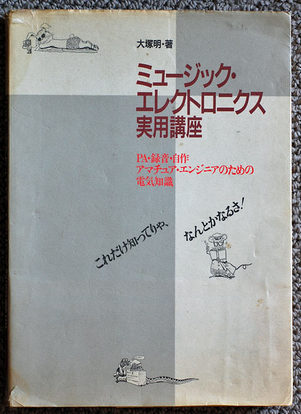 大塚明・著
ミュージック・
エレクトロニクス
実用講座
PA・録音・自作
アマチュア・エンジニアのための
電気知識
これだけ知ってりゃ、
なんとかなるさ!